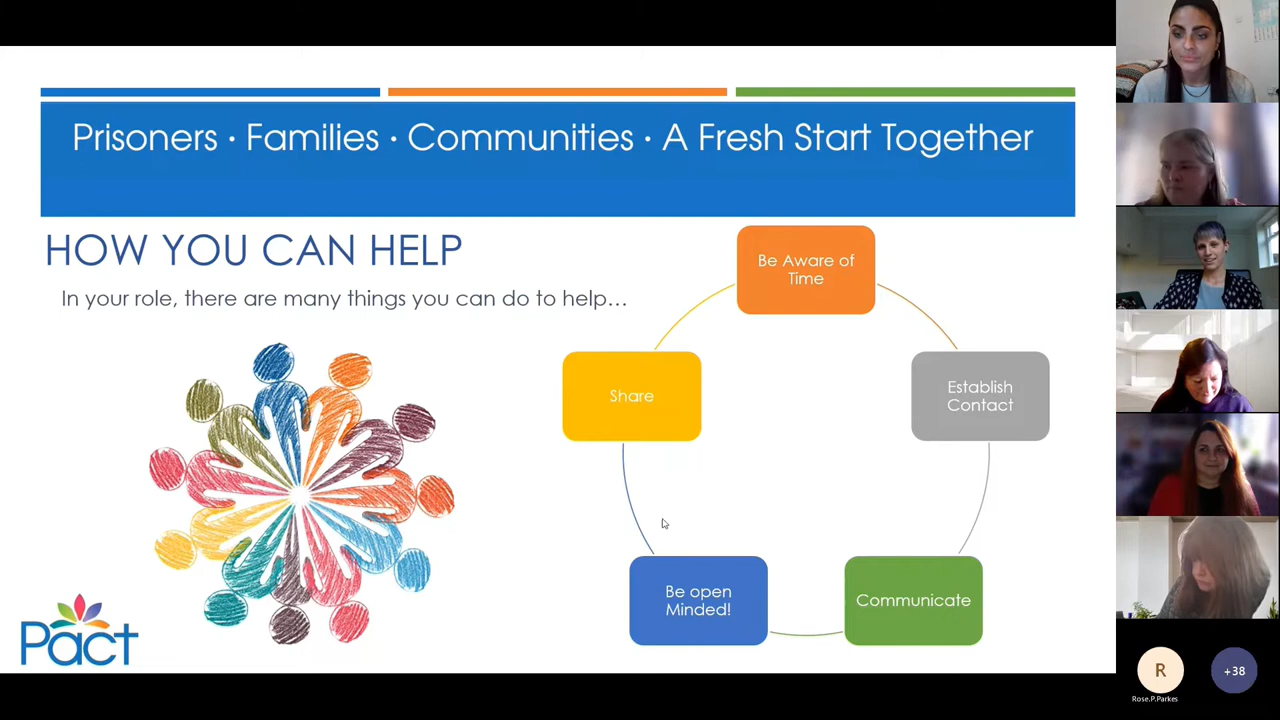 Prisoners · Families · Communities · A Fresh Start Together
HOW YOU CAN HELP
In your role, there are many things you can do to help…
Be Aware of
Time
Establish
Contact
Communicate
Be open
Minded!
Share
Pact
R
Rose.P.Parkes
+38